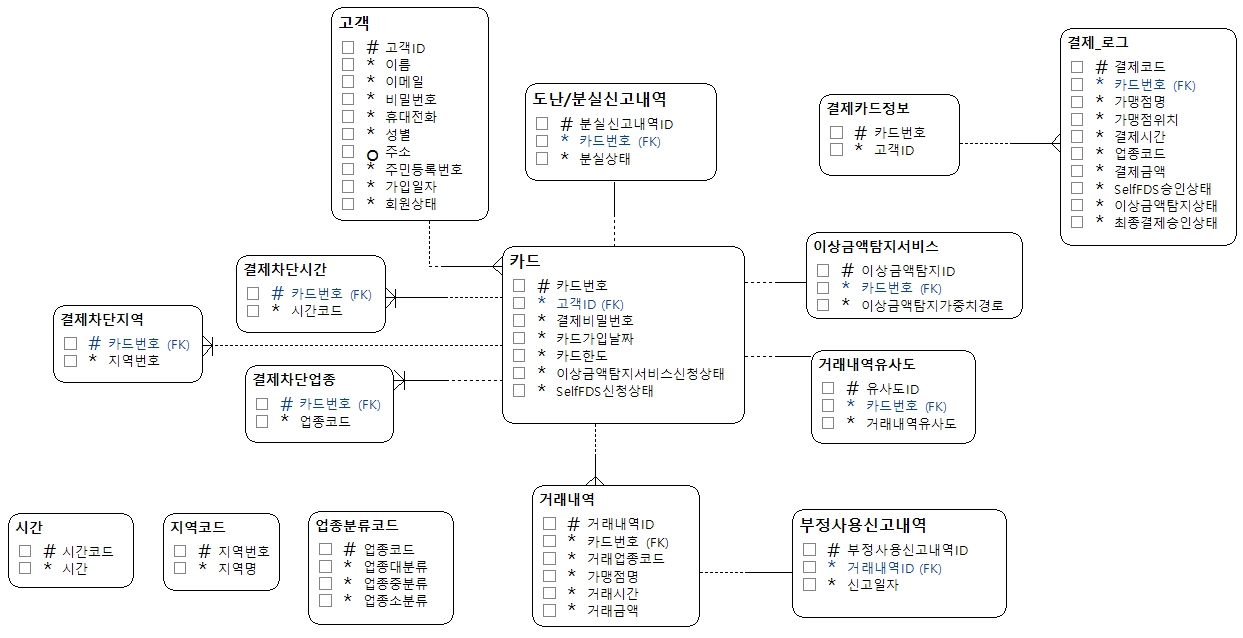 고객
# 고객ID
* 이름
* 이메일
* 비밀번호
* 휴대전화
* 성별
o 주소
* 주민등록번호
* 가입일자
* 회원상태
도난/분실신고내역
# 분실신고내역ID
* 카드번호 (FK)
* 분실상태
결제카드정보
# 카드번호
* 고객ID
결제_로그
# 결제코드
* 카드번호 (FK)
* 가맹점명
* 가맹점위치
* 결제시간
* 업종코드
* 결제금액
* SelfFDS승인상태
* 이상금액탐지상태
* 최종결제승인상태
결제차단시간
# 카드번호 (FK)
* 시간코드
결제차단지역
# 카드번호 (FK)
* 지역번호
결제차단업종
# 카드번호 (FK)
* 업종코드
카드
# 카드번호
* 고객ID (FK)
* 결제비밀번호
* 카드가입날짜
* 카드한도
* 이상금액탐지서비스신청상태
* SelfFDS신청상태
이상금액탐지서비스
# 이상금액탐지ID
* 카드번호 (FK)
* 이상금액탐지가중치경로
거래내역유사도
# 유사도ID
* 카드번호 (FK)
* 거래내역유사도
시간
# 시간코드
* 시간
지역코드
# 지역번호
* 지역명
업종분류코드
# 업종코드
* 업종대분류
* 업종중분류
* 업종소분류
거래내역
# 거래내역ID
* 카드번호 (FK)
* 거래업종코드
* 가맹점명
* 거래시간
* 거래금액
부정사용신고내역
# 부정사용신고내역ID
* 거래내역ID (FK)
* 신고일자